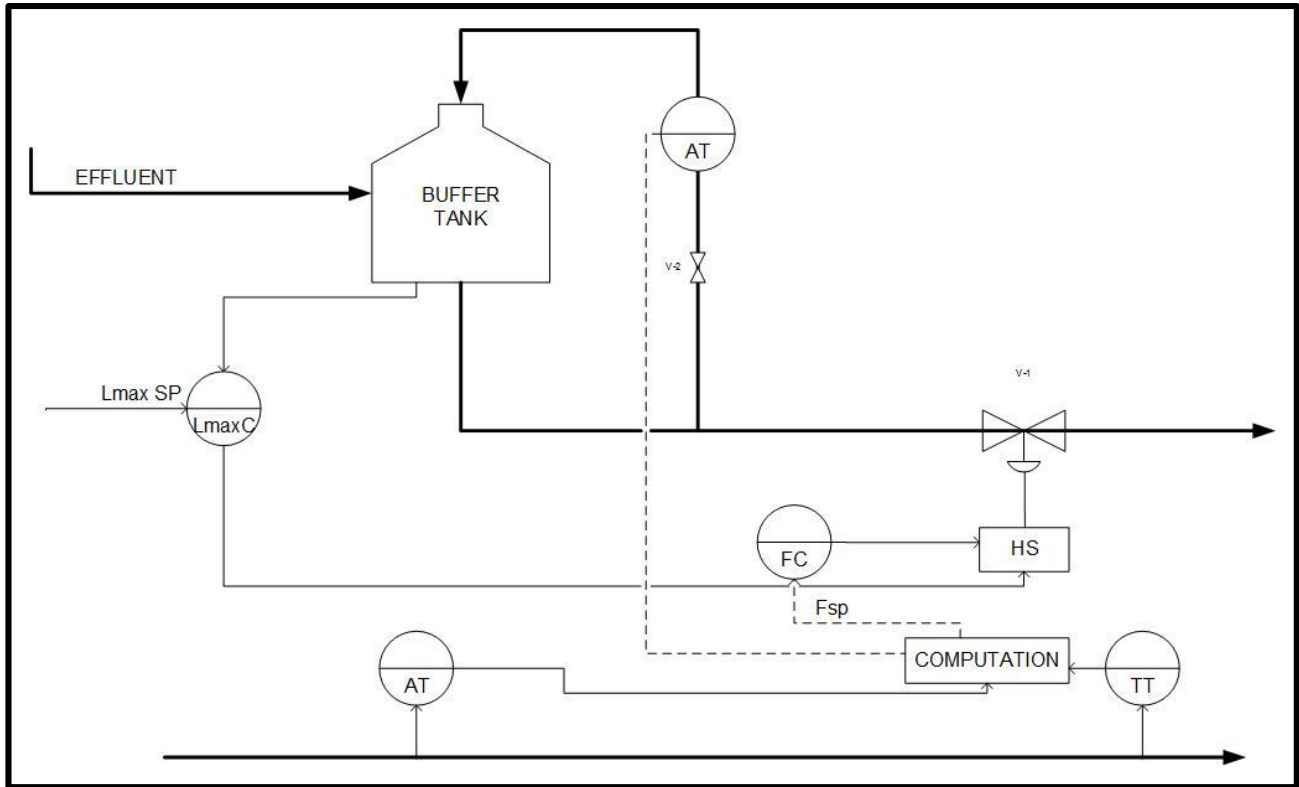 AT
EFFLUENT
BUFFER
TANK
V-2
V-1
Lmax SP
LmaxC
HS
FC
Fsp
COMPUTATION
AT
TT